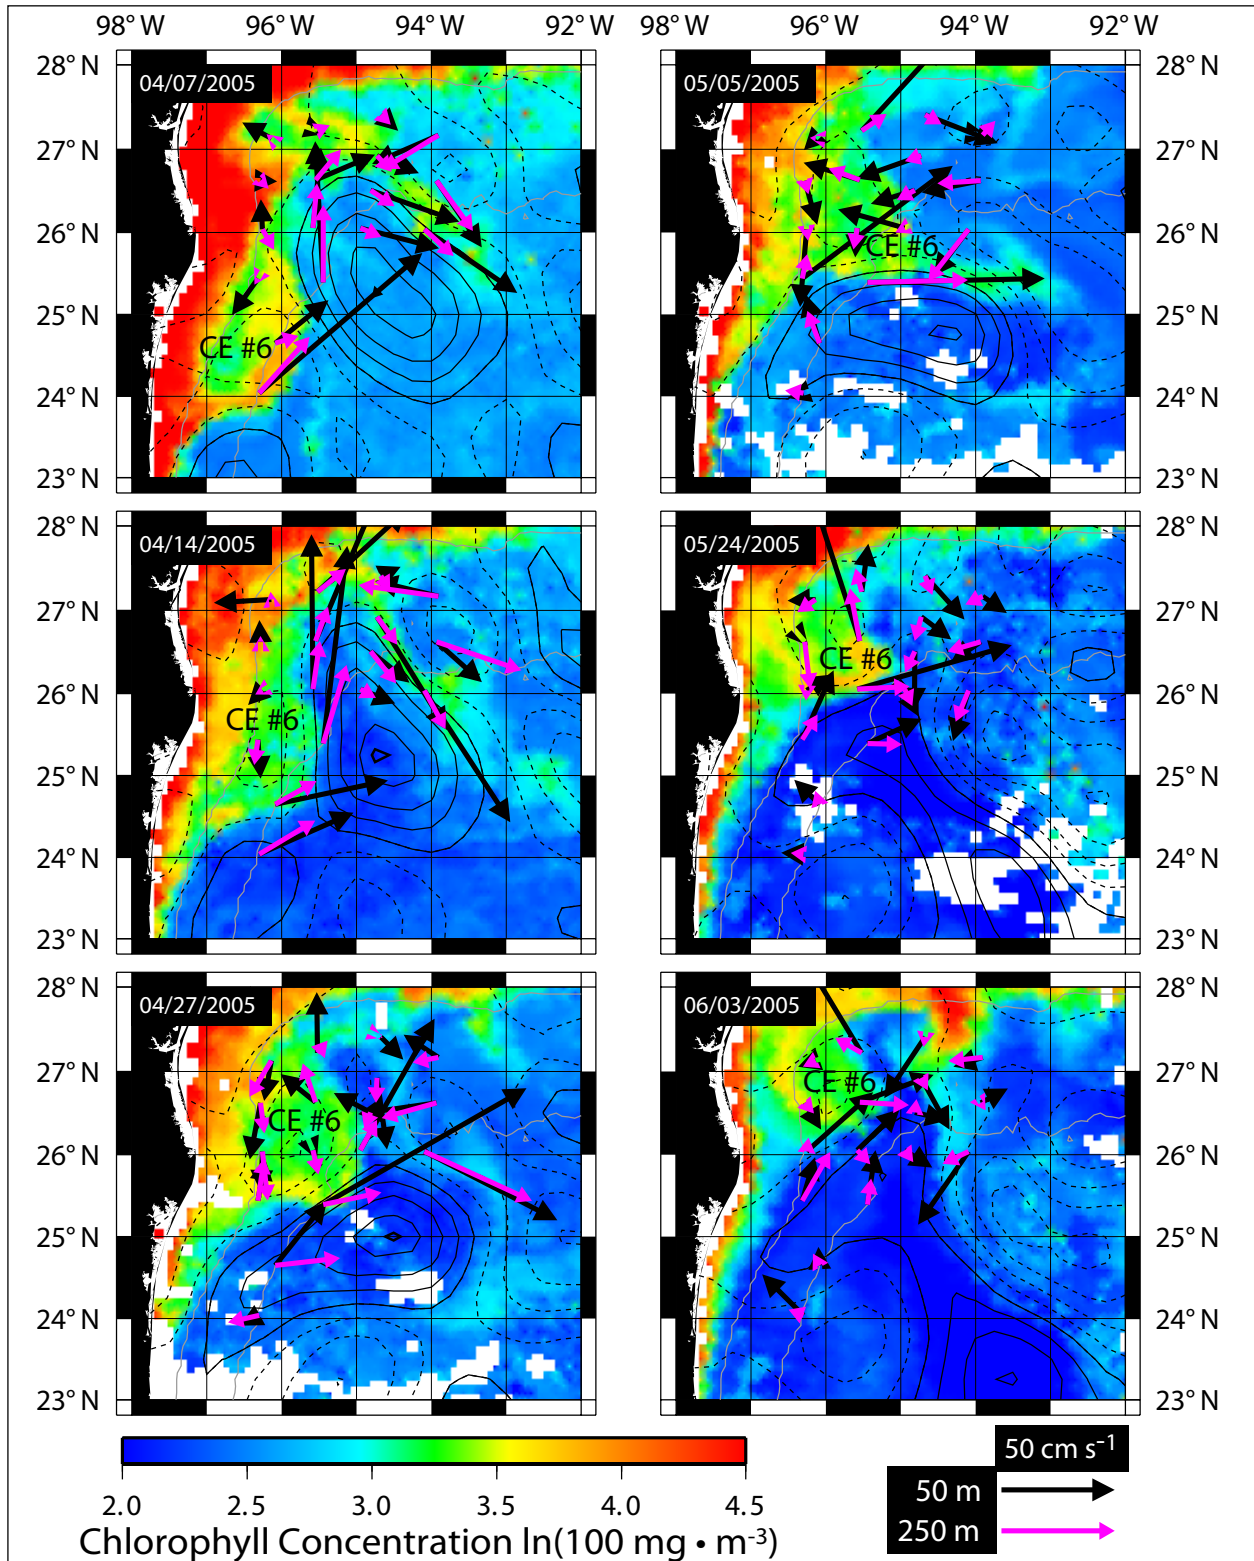 98°W 96°W 94°W 92°W 98°W 96°W 94°W 92°W
28° N 04/07/2005 05/05/2005 28° N
27° N 27° N
26° N 26° N
CE #6
25° N 25° N
CE #6
24° N 24° N
23° N 23° N
28° N 04/14/2005 05/24/2005 28° N
27° N 27° N
CE #6
26° N 26° N
CE #6
25° N 25° N
24° N 24° N
23° N 23° N
28° N 04/27/2005 06/03/2005 28° N
27° N 27° N
CE #6
CE #6
26° N 26° N
25° N 25° N
24° N 24° N
23° N 23° N
50 cm s⁻¹
50 m
250 m
2.0 2.5 3.0 3.5 4.0 4.5
Chlorophyll Concentration ln(100 mg • m⁻³)